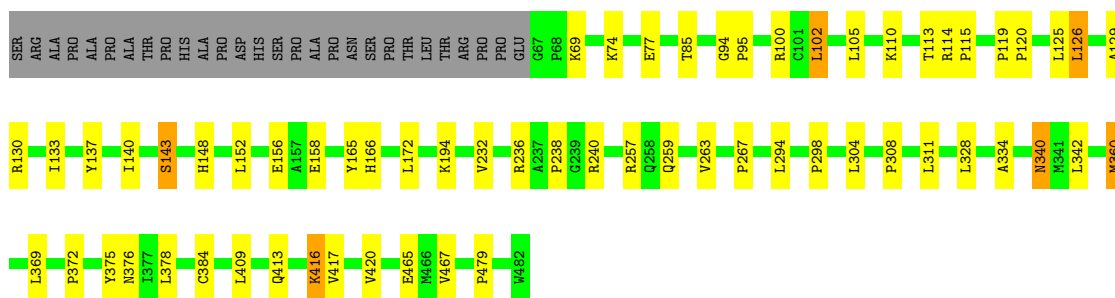 SER ARG ALA PRO ALA PRO ALA THR PRO HIS ALA PRO ASP HIS SER PRO ALA PRO ASN SER PRO THR LEU THR ARG PRO PRO GLU G67 P68 K69 K74 E77 T85 G94 P95 R100 C101 L102 L105 K110 T113 R114 P115 P119 P120 L125 L126 A129
R130 I133 Y137 I140 S143 H148 L152 E156 A157 E158 Y165 H166 L172 K194 V232 R236 A237 P238 G239 R240 R257 Q258 Q259 V263 P267 L294 P298 L304 P308 L311 L328 A334 N340 M341 L342 M360
L369 P372 Y375 N376 I377 L378 C384 L409 Q413 K416 V417 V420 E465 M466 V467 P479 W482